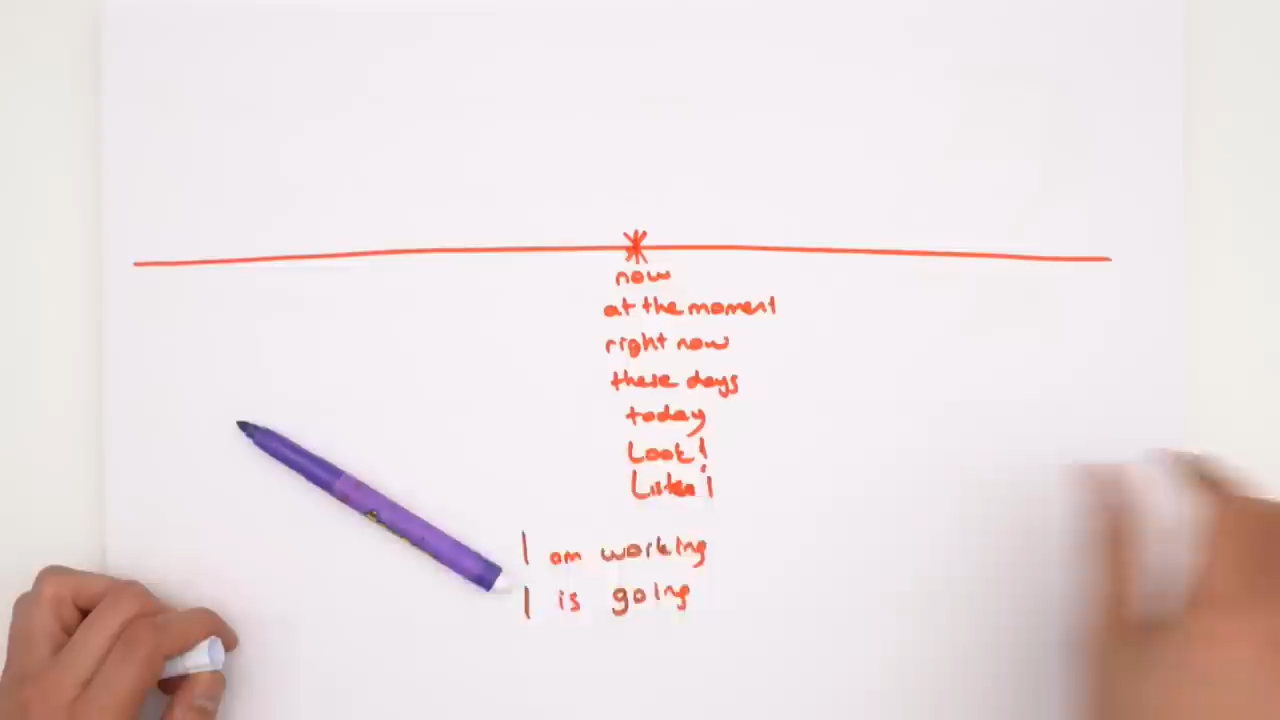 now
at the moment
right now
these days
today
Look!
Listen!
I am working
I is going